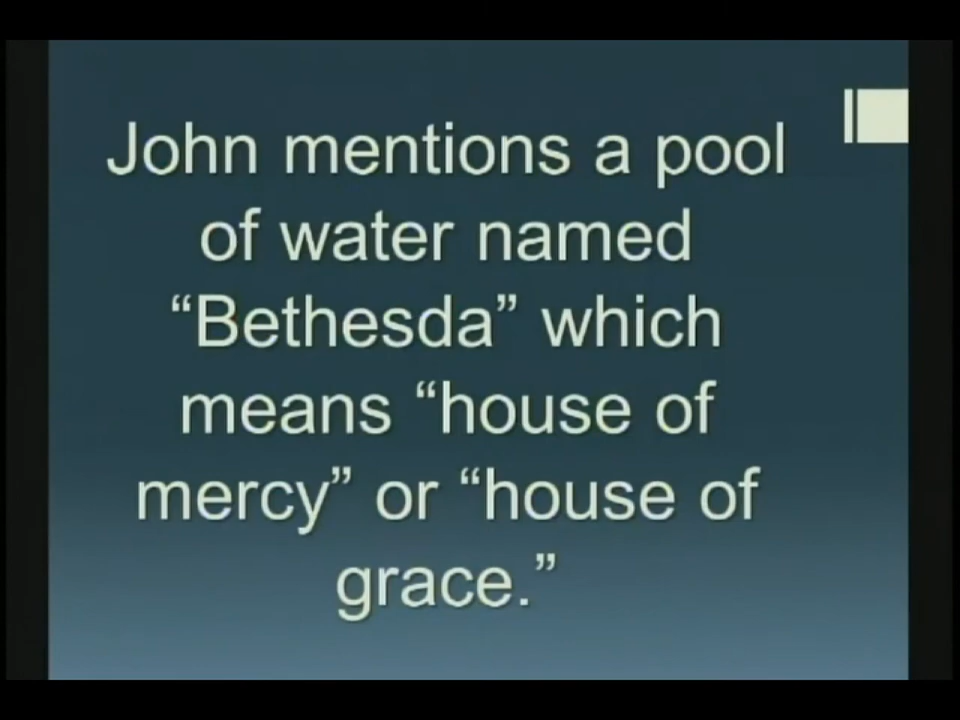 John mentions a pool
of water named
“Bethesda” which
means “house of
mercy” or “house of
grace.”